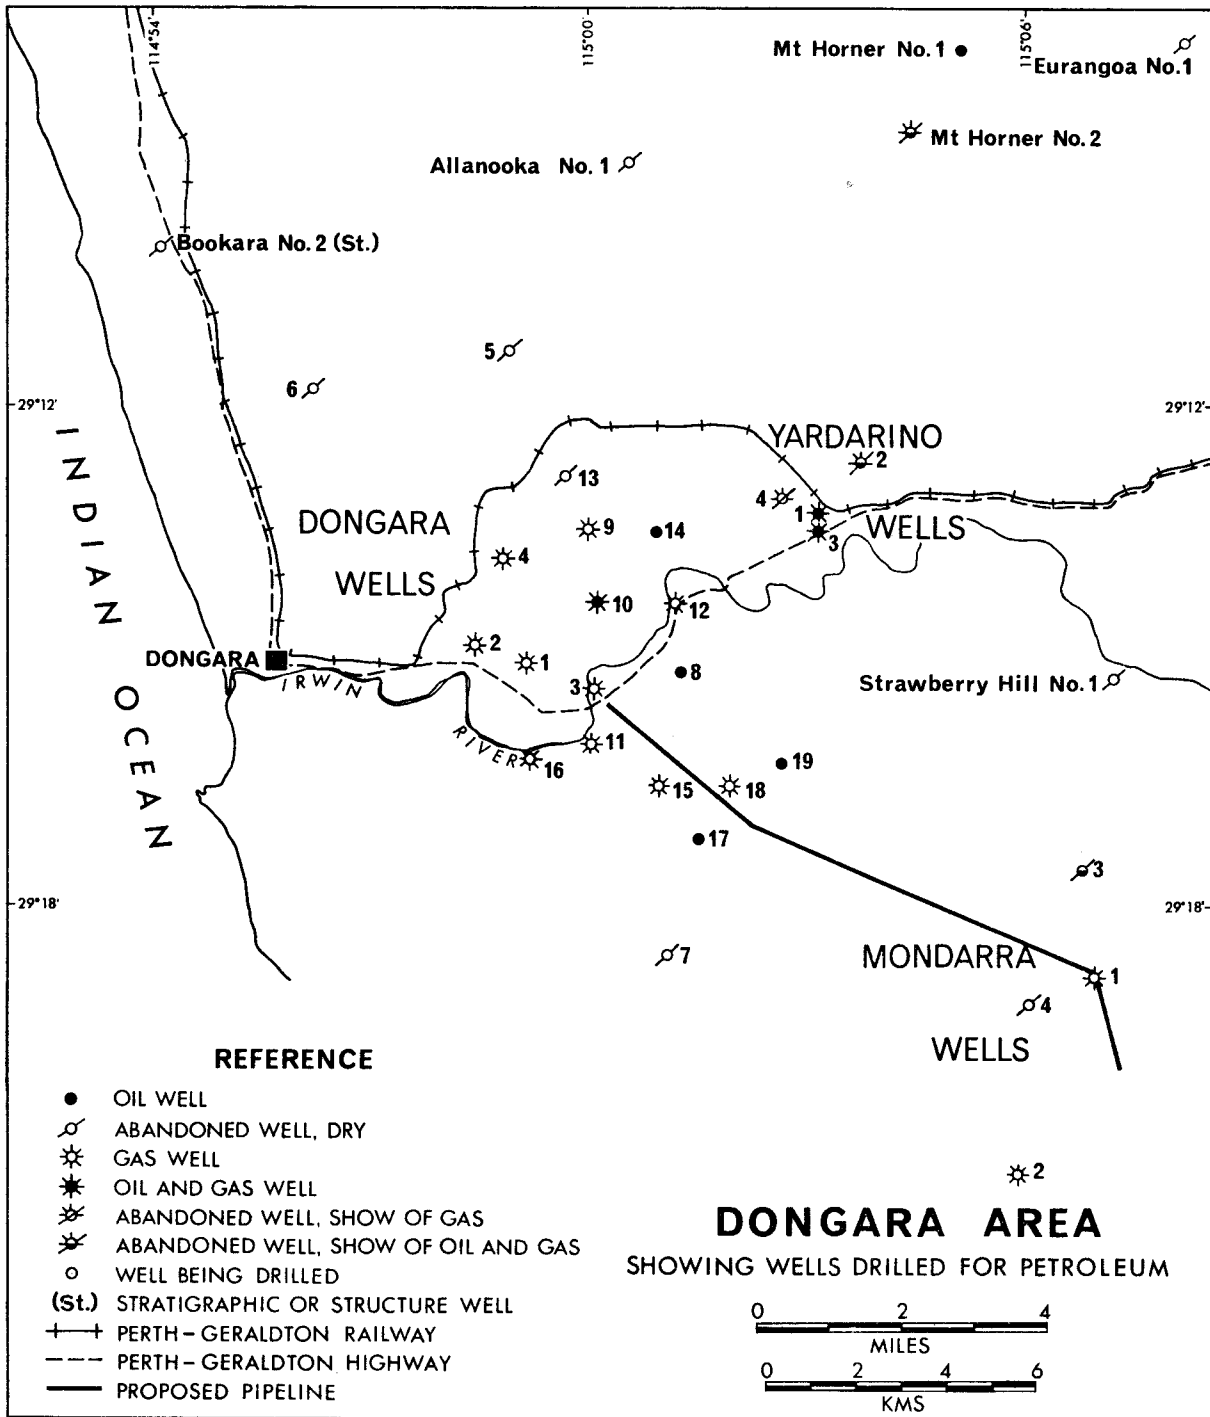 114°54'
115°00'
115°06'
Mt Horner No.1
Eurangoa No.1
Mt Horner No.2
Allanooka No. 1
Bookara No.2 (St.)
5
6
29°12'
29°12'
YARDARINO
2
13
4
1
DONGARA
9
14
3
WELLS
4
WELLS
10
12
2
1
DONGARA
8
IRWIN
3
Strawberry Hill No.1
INDIAN OCEAN
RIVER
11
16
19
15
18
17
3
29°18'
29°18'
7
MONDARRA
1
4
WELLS
REFERENCE
OIL WELL
ABANDONED WELL, DRY
GAS WELL
OIL AND GAS WELL
ABANDONED WELL, SHOW OF GAS
ABANDONED WELL, SHOW OF OIL AND GAS
WELL BEING DRILLED
(St.) STRATIGRAPHIC OR STRUCTURE WELL
PERTH-GERALDTON RAILWAY
PERTH-GERALDTON HIGHWAY
PROPOSED PIPELINE
2
DONGARA AREA
SHOWING WELLS DRILLED FOR PETROLEUM
0 2 4
MILES
0 2 4 6
KMS